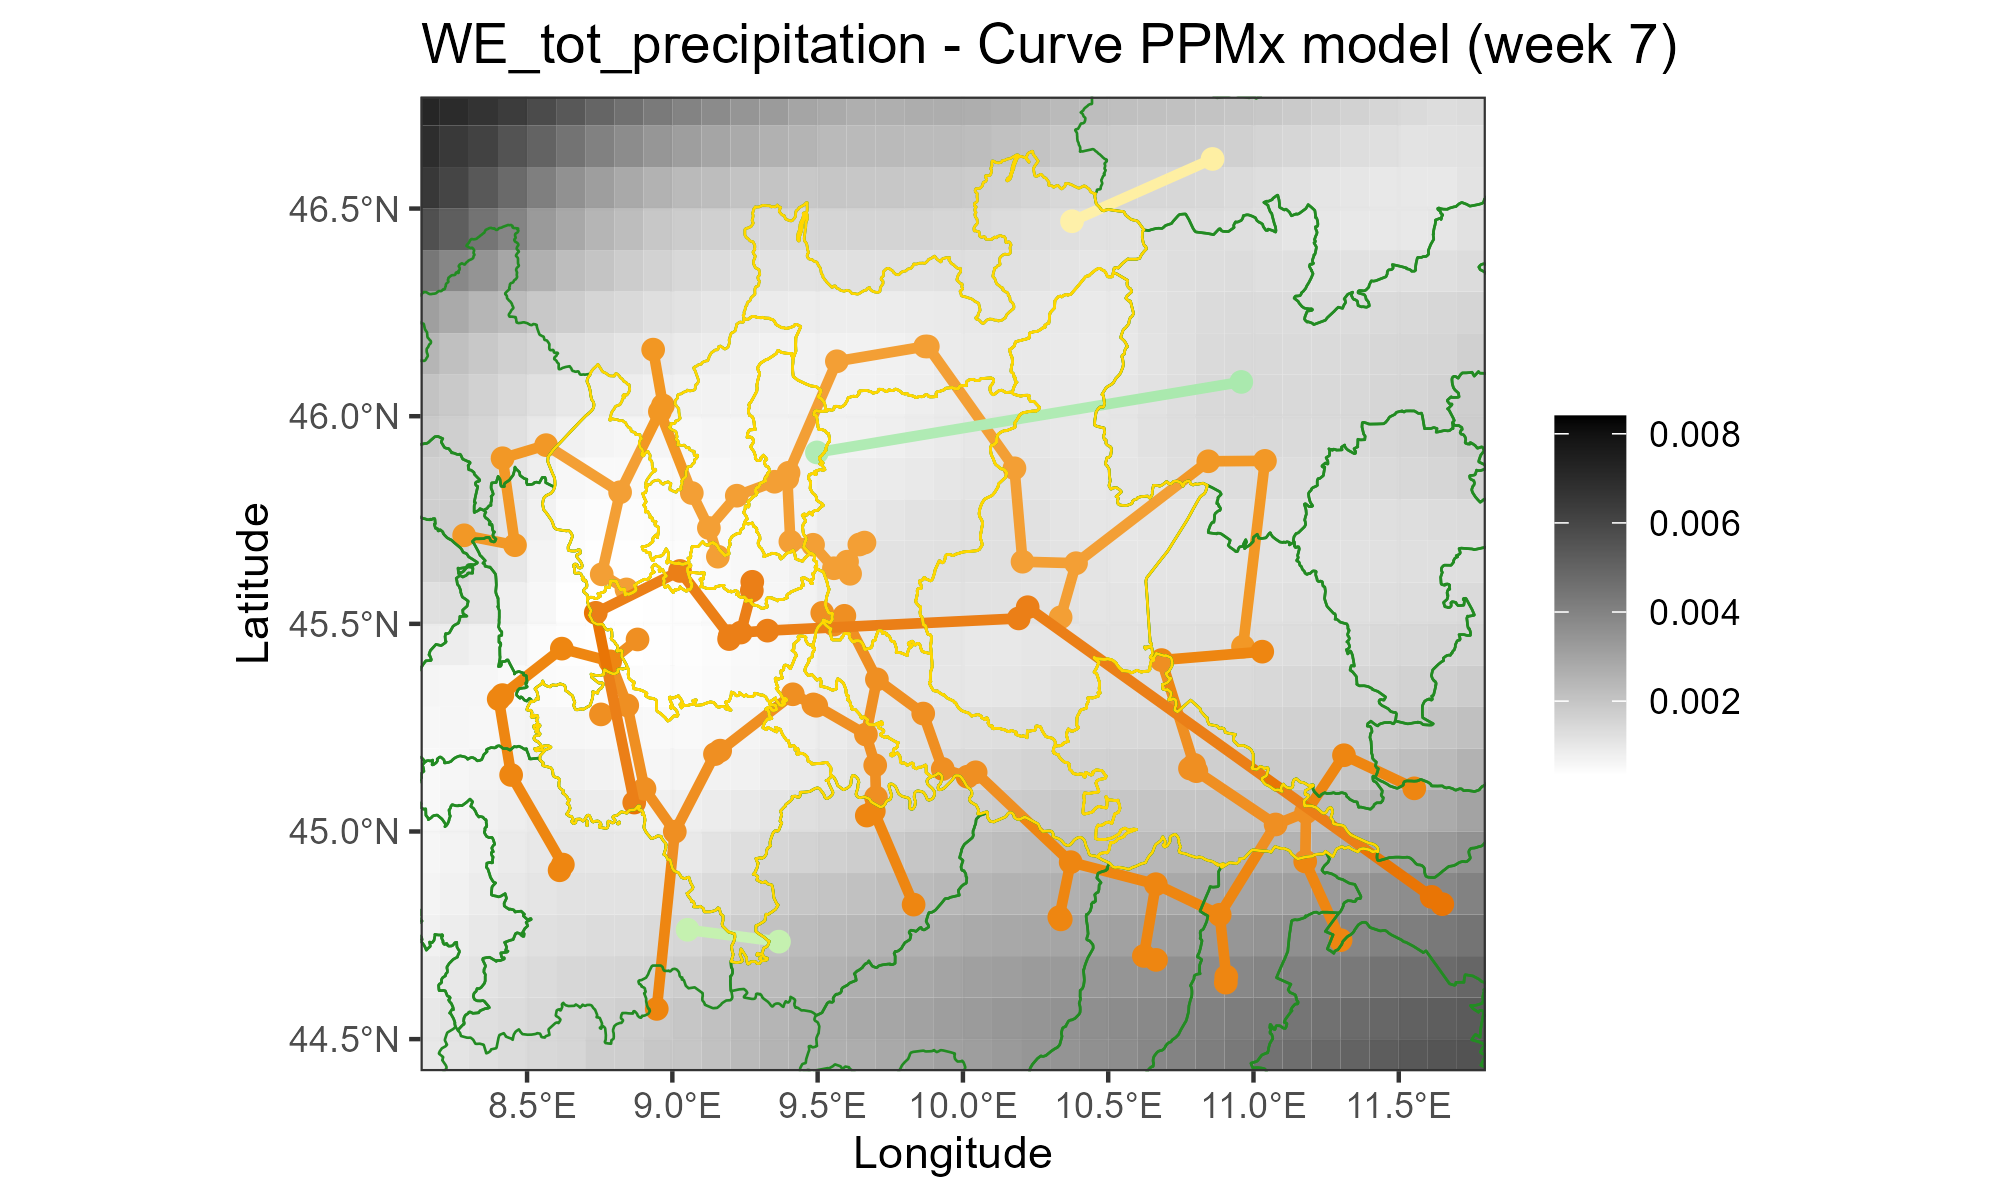 WE_tot_precipitation - Curve PPMx model (week 7)
46.5°N
46.0°N
45.5°N
45.0°N
44.5°N
Latitude
8.5°E 9.0°E 9.5°E 10.0°E 10.5°E 11.0°E 11.5°E
Longitude
0.008
0.006
0.004
0.002